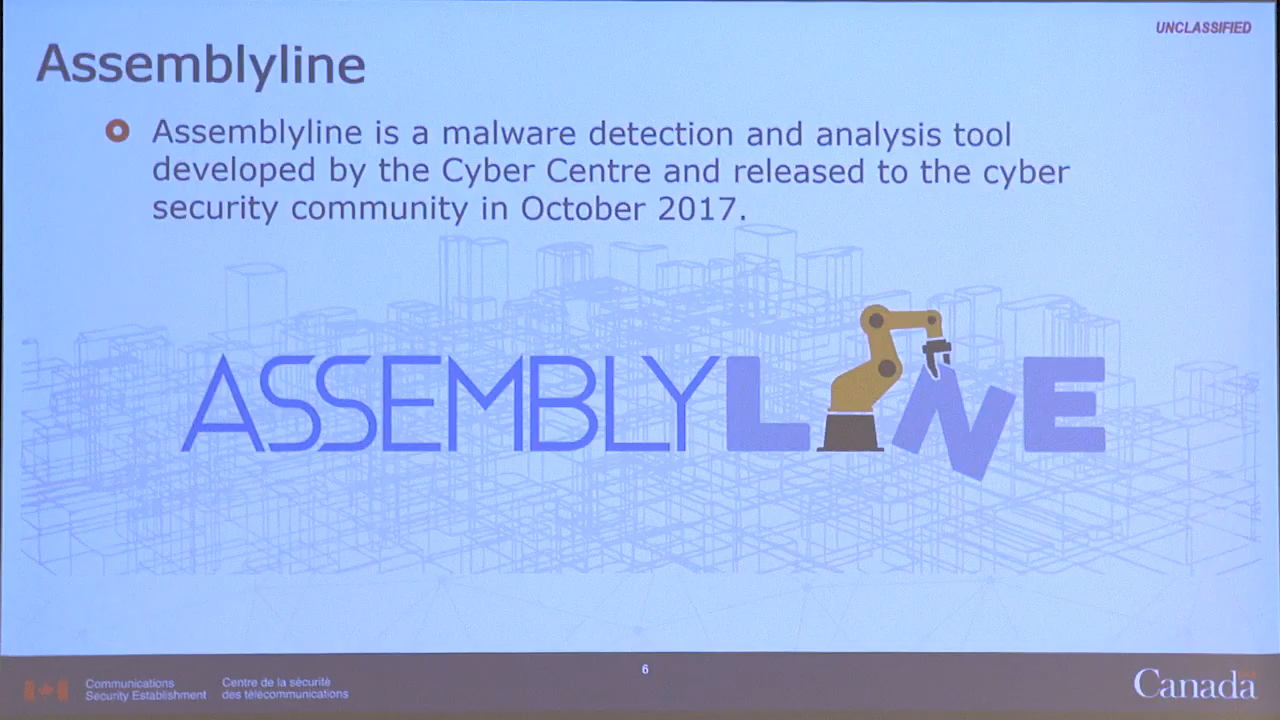 UNCLASSIFIED
Assemblyline
Assemblyline is a malware detection and analysis tool
developed by the Cyber Centre and released to the cyber
security community in October 2017.
ASSEMBLYLINE
6
Communications
Security Establishment
Centre de la sécurité
des télécommunications
Canada